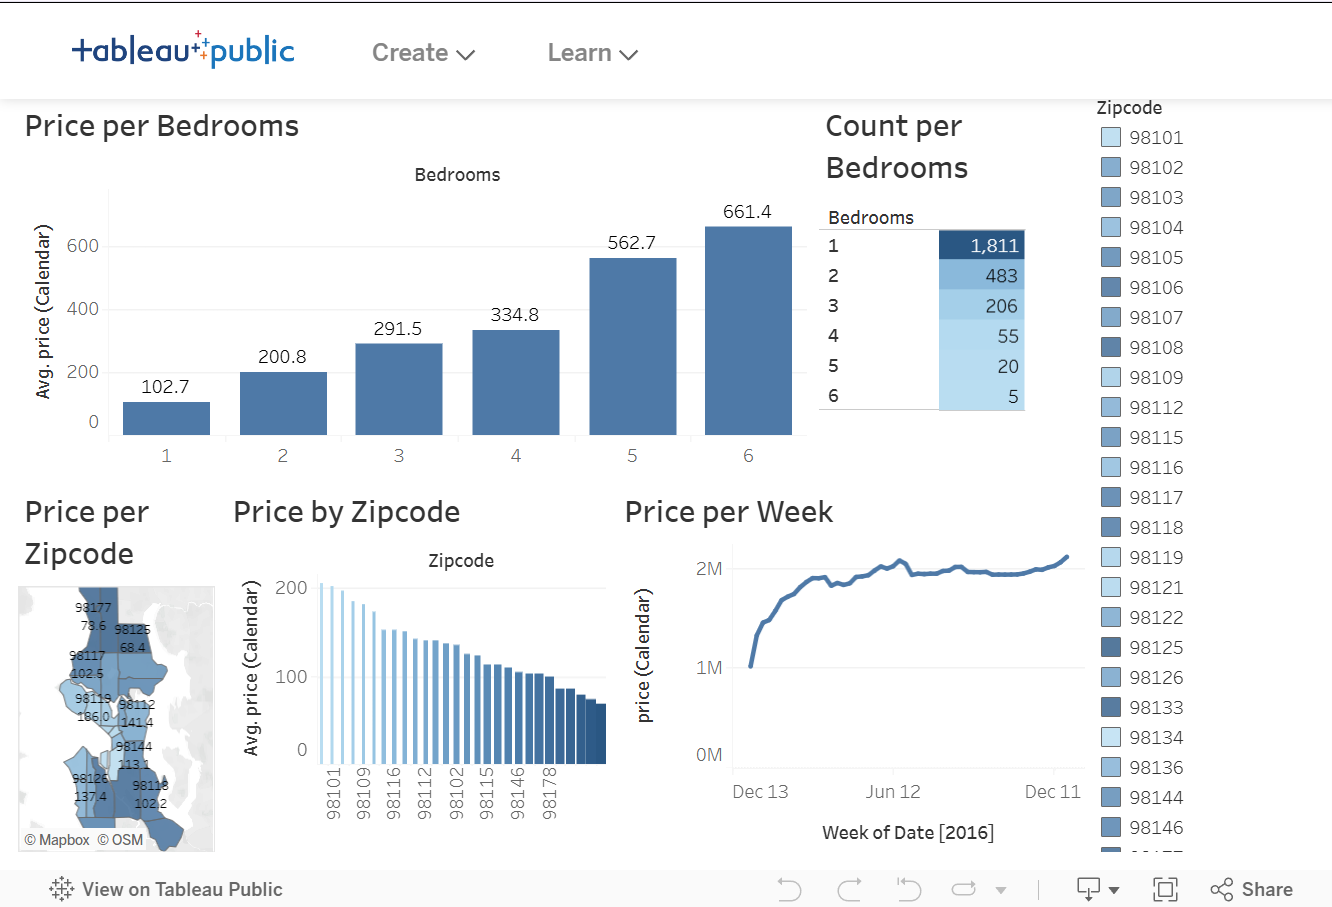 tableau public
Create
Learn
Price per Bedrooms
Bedrooms
Avg. price (Calendar)
600
400
200
0
102.7
200.8
291.5
334.8
562.7
661.4
1
2
3
4
5
6
Count per
Bedrooms
Bedrooms
1 1,811
2 483
3 206
4 55
5 20
6 5
Zipcode
98101
98102
98103
98104
98105
98106
98107
98108
98109
98112
98115
98116
98117
98118
98119
98121
98122
98125
98126
98133
98134
98136
98144
98146
Price per
Zipcode
98177
73.6
98125
68.4
98117
102.5
98119
98112
141.4
98144
113.1
98126
137.4
98118
102.2
© Mapbox © OSM
Price by Zipcode
Zipcode
Avg. price (Calendar)
200
100
0
98101
98109
98116
98112
98102
98115
98146
98178
Price per Week
price (Calendar)
2M
1M
0M
Dec 13
Jun 12
Dec 11
Week of Date [2016]
View on Tableau Public
Share